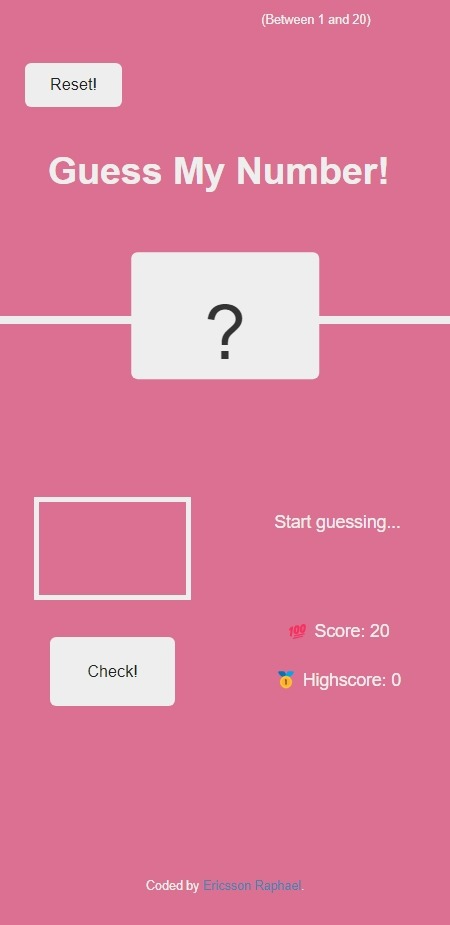 (Between 1 and 20)
Reset!
Guess My Number!
?
Start guessing...
💯 Score: 20
Check!
🥇 Highscore: 0
Coded by Ericsson Raphael.